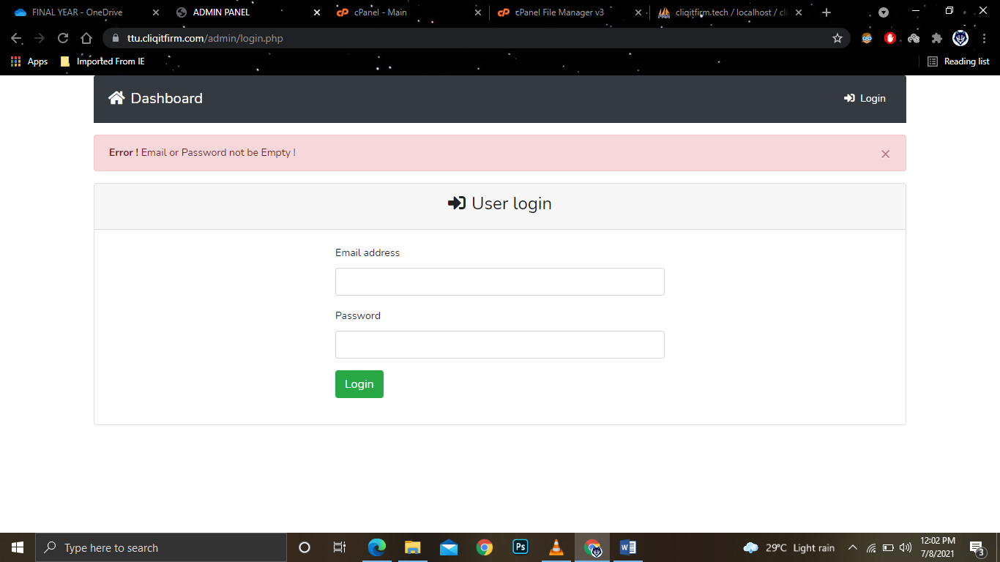 FINAL YEAR - OneDrive
ADMIN PANEL
cPanel - Main
cPanel File Manager v3
cliqitfirm.tech / localhost / cli
ttu.cliqitfirm.com/admin/login.php
Apps
Imported From IE
Reading list
Dashboard
Login
Error ! Email or Password not be Empty !
User login
Email address
Password
Login
Type here to search
Ps
29°C Light rain
12:02 PM
7/8/2021
3